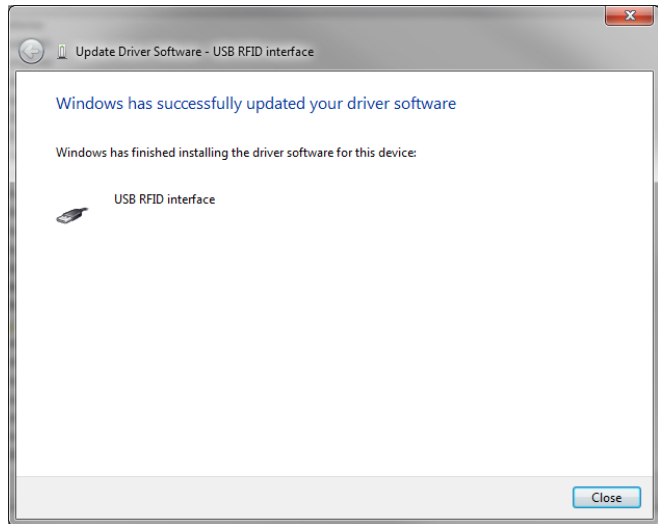 Update Driver Software - USB RFID interface
Windows has successfully updated your driver software
Windows has finished installing the driver software for this device:
USB RFID interface
Close